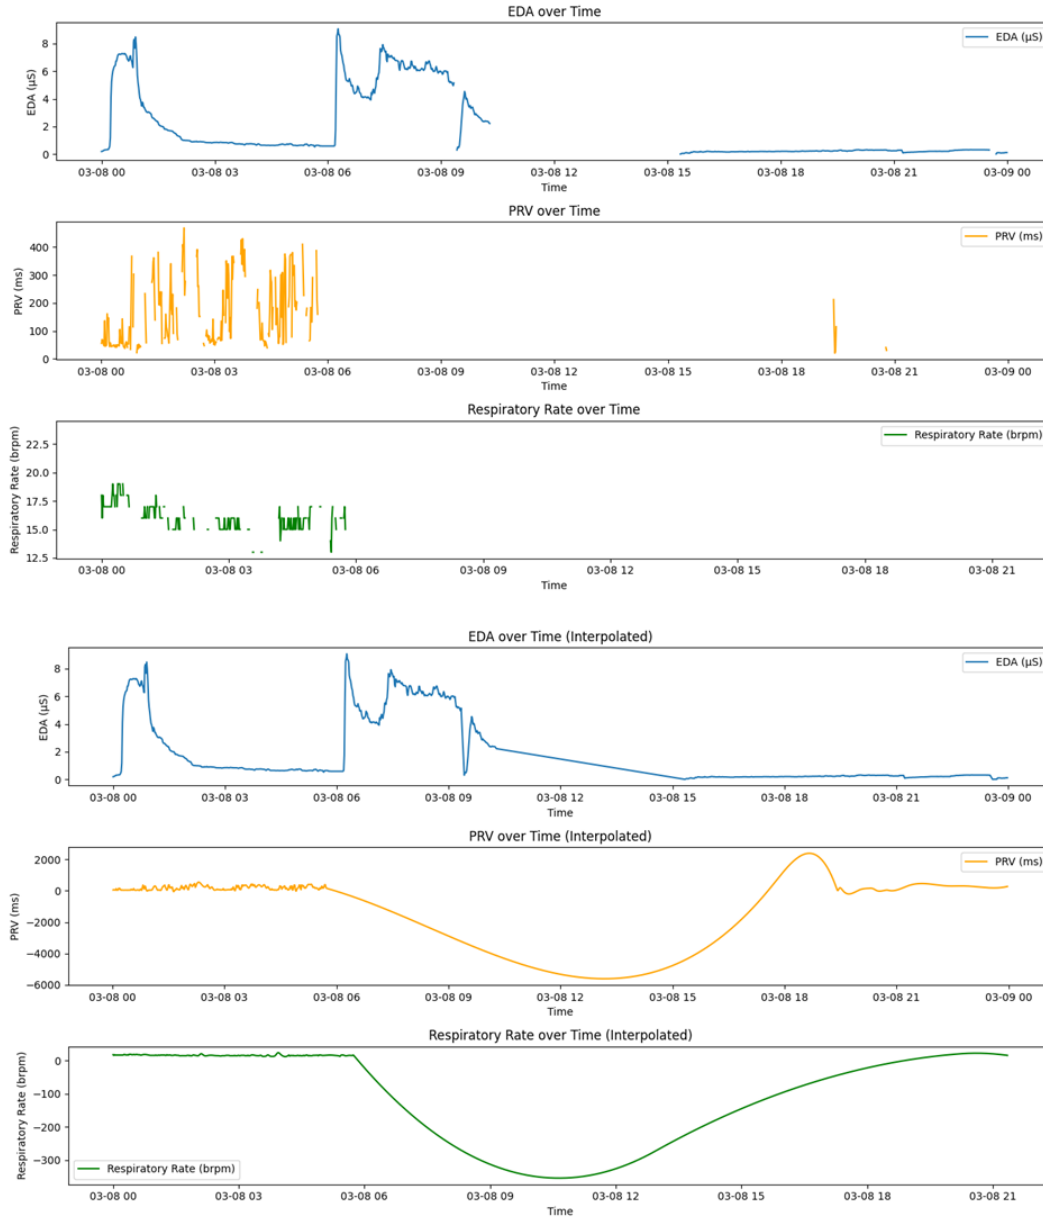 EDA over Time
EDA (μS)
EDA (μS)
8
6
4
2
0
03-08 00 03-08 03 03-08 06 03-08 09 03-08 12 03-08 15 03-08 18 03-08 21 03-09 00
Time
PRV over Time
PRV (ms)
PRV (ms)
400
300
200
100
0
03-08 00 03-08 03 03-08 06 03-08 09 03-08 12 03-08 15 03-08 18 03-08 21 03-09 00
Time
Respiratory Rate over Time
Respiratory Rate (brpm)
Respiratory Rate (brpm)
22.5
20.0
17.5
15.0
12.5
03-08 00 03-08 03 03-08 06 03-08 09 03-08 12 03-08 15 03-08 18 03-08 21
Time
EDA over Time (Interpolated)
EDA (μS)
EDA (μS)
8
6
4
2
0
03-08 00 03-08 03 03-08 06 03-08 09 03-08 12 03-08 15 03-08 18 03-08 21 03-09 00
Time
PRV over Time (Interpolated)
PRV (ms)
PRV (ms)
2000
0
−2000
−4000
−6000
03-08 00 03-08 03 03-08 06 03-08 09 03-08 12 03-08 15 03-08 18 03-08 21 03-09 00
Time
Respiratory Rate over Time (Interpolated)
Respiratory Rate (brpm)
0
−100
−200
−300
Respiratory Rate (brpm)
03-08 00 03-08 03 03-08 06 03-08 09 03-08 12 03-08 15 03-08 18 03-08 21
Time